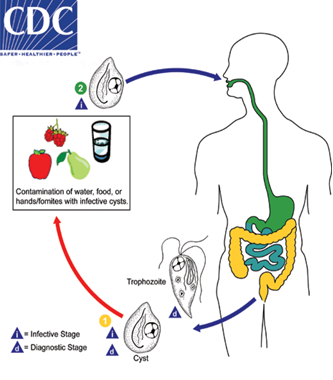 CDC
SAFER • HEALTHIER • PEOPLE™
2
i
Contamination of water, food, or
hands/fomites with infective cysts.
Trophozoite
d
1
i
d
Cyst
i = Infective Stage
d = Diagnostic Stage